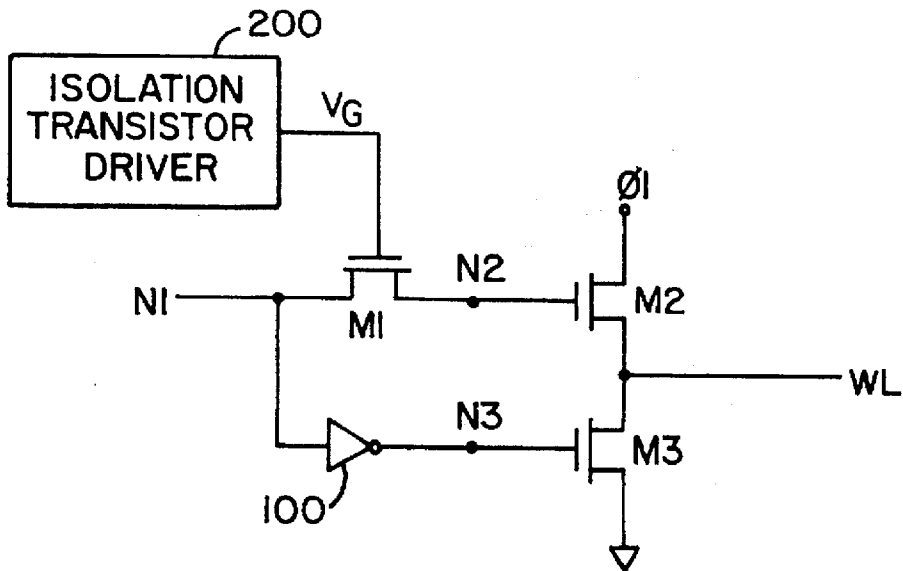 200
ISOLATION
TRANSISTOR
DRIVER
VG
Ø1
N1
M1
N2
M2
WL
N3
M3
100